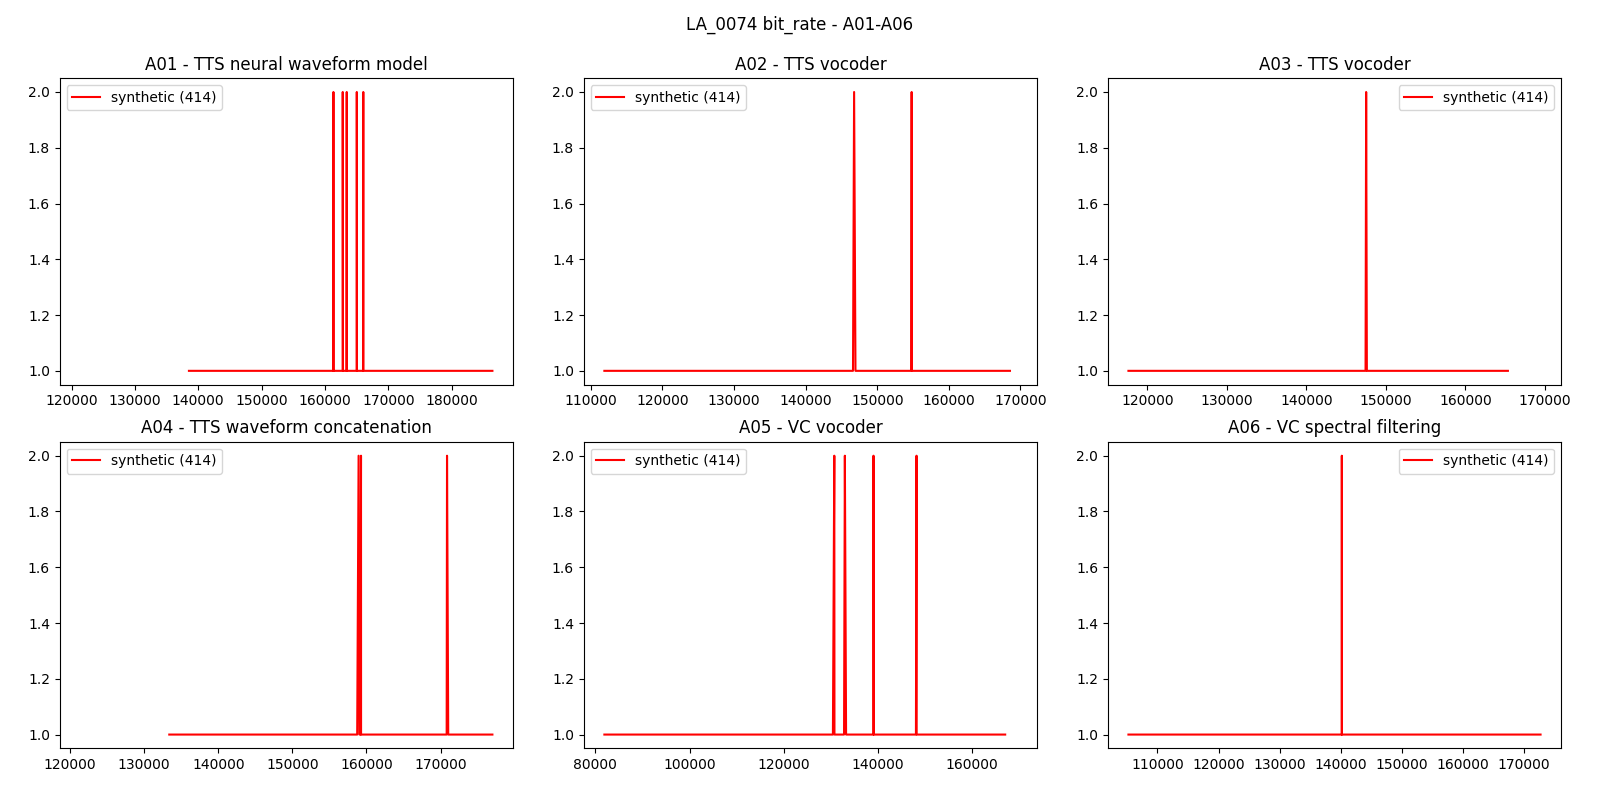 LA_0074 bit_rate - A01-A06
A01 - TTS neural waveform model
synthetic (414)
2.0
1.8
1.6
1.4
1.2
1.0
120000 130000 140000 150000 160000 170000 180000
A02 - TTS vocoder
synthetic (414)
2.0
1.8
1.6
1.4
1.2
1.0
110000 120000 130000 140000 150000 160000 170000
A03 - TTS vocoder
synthetic (414)
2.0
1.8
1.6
1.4
1.2
1.0
120000 130000 140000 150000 160000 170000
A04 - TTS waveform concatenation
synthetic (414)
2.0
1.8
1.6
1.4
1.2
1.0
120000 130000 140000 150000 160000 170000
A05 - VC vocoder
synthetic (414)
2.0
1.8
1.6
1.4
1.2
1.0
80000 100000 120000 140000 160000
A06 - VC spectral filtering
synthetic (414)
2.0
1.8
1.6
1.4
1.2
1.0
110000 120000 130000 140000 150000 160000 170000